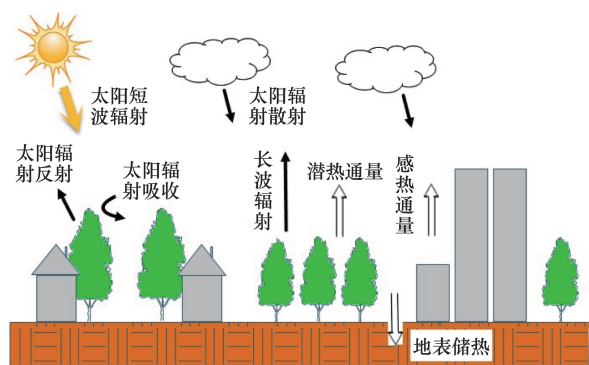 太阳短
波辐射
太阳辐
射散射
太阳辐
射反射
太阳辐
射吸收
长波辐射
潜热通量
感热通量
地表储热